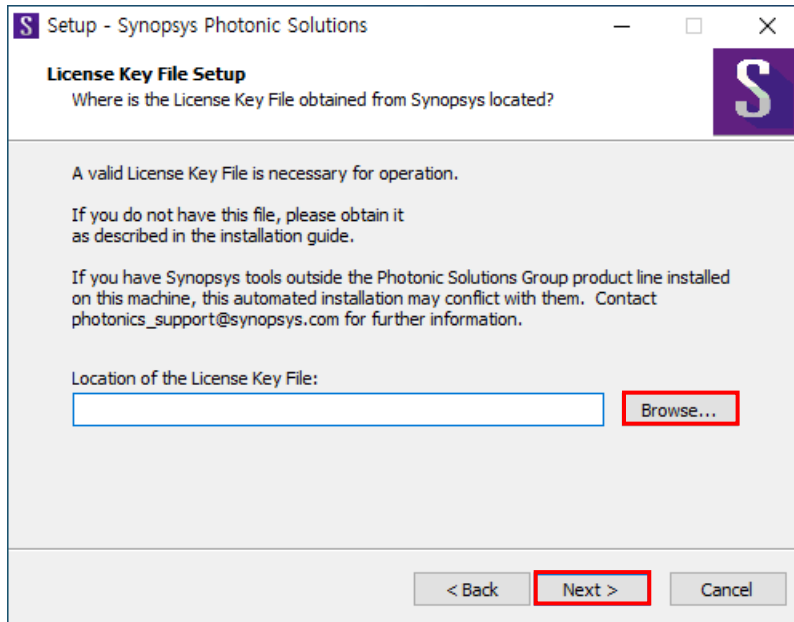 S Setup - Synopsys Photonic Solutions
License Key File Setup
Where is the License Key File obtained from Synopsys located?
S
A valid License Key File is necessary for operation.
If you do not have this file, please obtain it
as described in the installation guide.
If you have Synopsys tools outside the Photonic Solutions Group product line installed
on this machine, this automated installation may conflict with them.  Contact
photonics_support@synopsys.com for further information.
Location of the License Key File:
Browse...
< Back Next > Cancel